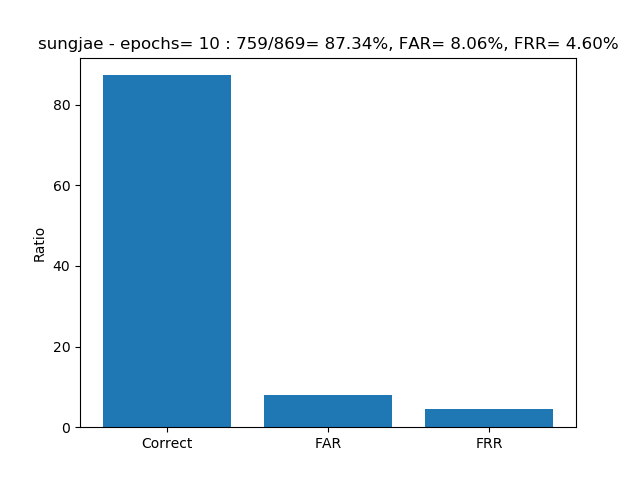 sungjae - epochs= 10 : 759/869= 87.34%, FAR= 8.06%, FRR= 4.60%
80
60
40
20
0
Ratio
Correct
FAR
FRR